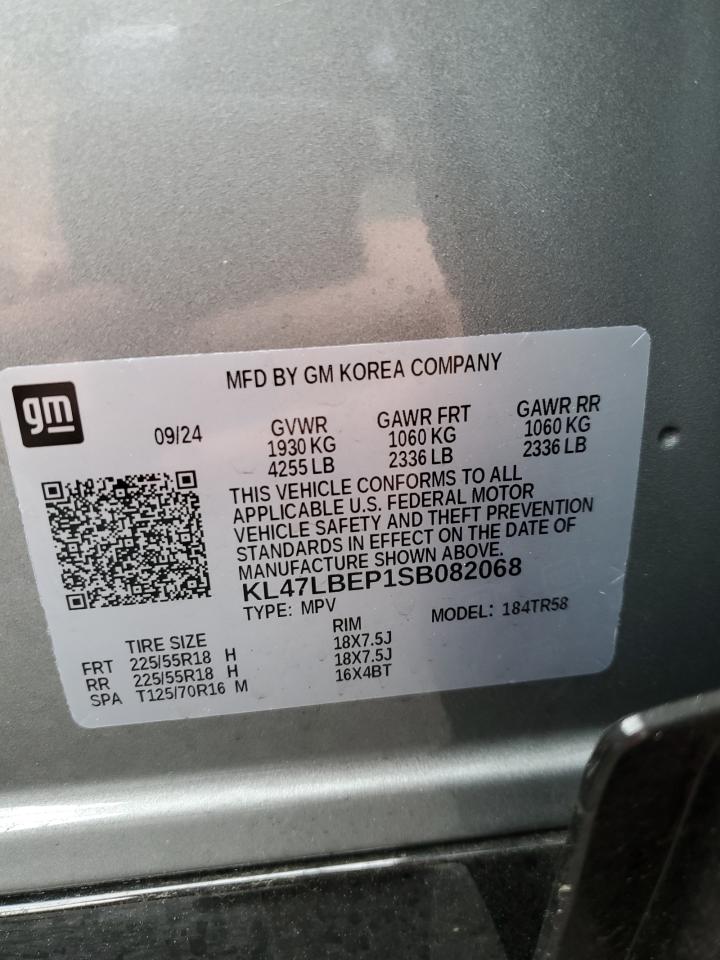 gm
MFD BY GM KOREA COMPANY
09/24
GVWR GAWR FRT GAWR RR
1930 KG 1060 KG 1060 KG
4255 LB 2336 LB 2336 LB
THIS VEHICLE CONFORMS TO ALL
APPLICABLE U.S. FEDERAL MOTOR
VEHICLE SAFETY AND THEFT PREVENTION
STANDARDS IN EFFECT ON THE DATE OF
MANUFACTURE SHOWN ABOVE.
KL47LBEP1SB082068
TYPE: MPV MODEL: 184TR58
TIRE SIZE RIM
FRT 225/55R18 H 18X7.5J
RR 225/55R18 H 18X7.5J
SPA T125/70R16 M 16X4BT